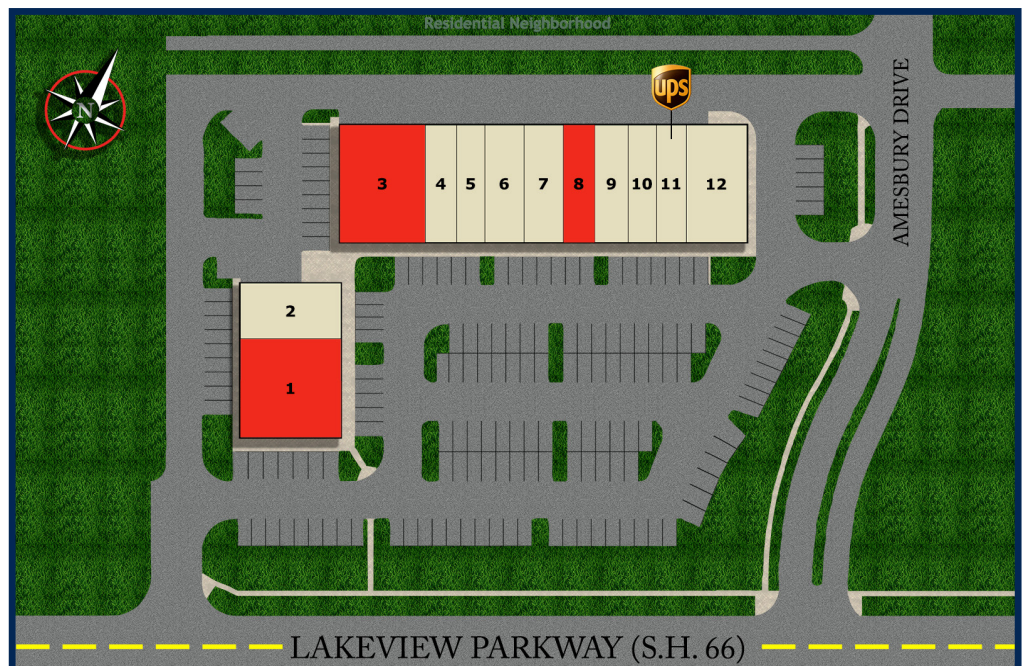 Residential Neighborhood
N
ups
AMESBURY DRIVE
3
4
5
6
7
8
9
10
11
12
2
1
LAKEVIEW PARKWAY (S.H. 66)